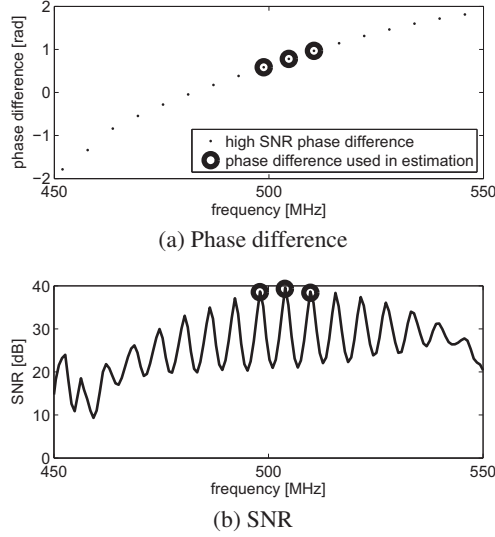 2
1
0
−1
−2
phase difference [rad]
high SNR phase difference
phase difference used in estimation
450 500 550
frequency [MHz]
(a) Phase difference
40
30
20
10
0
SNR [dB]
450 500 550
frequency [MHz]
(b) SNR